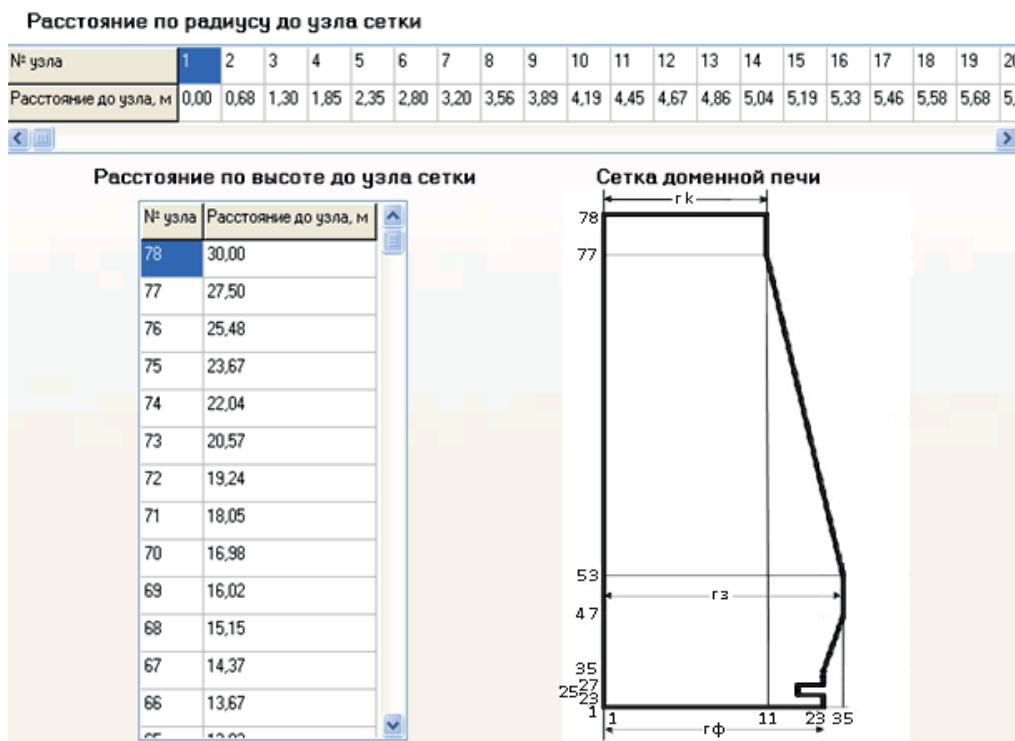 Расстояние по радиусу до узла сетки
№ узла 1 2 3 4 5 6 7 8 9 10 11 12 13 14 15 16 17 18 19
Расстояние до узла, м 0,00 0,68 1,30 1,85 2,35 2,80 3,20 3,56 3,89 4,19 4,45 4,67 4,86 5,04 5,19 5,33 5,46 5,58 5,68
Расстояние по высоте до узла сетки
№ узла Расстояние до узла, м
78 30,00
77 27,50
76 25,48
75 23,67
74 22,04
73 20,57
72 19,24
71 18,05
70 16,98
69 16,02
68 15,15
67 14,37
66 13,67
Сетка доменной печи
rk
78
77
53
rз
47
35
27
25
23
1
1 11 23 35
rф